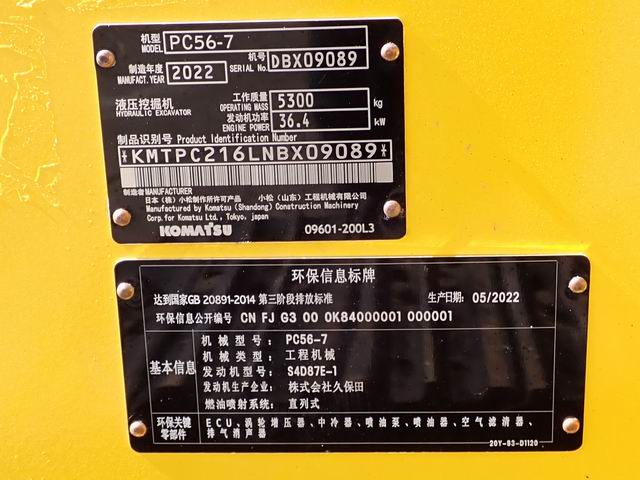 机型 MODEL PC56-7
机号 SERIAL No. DBX09089
制造年度 MANUFACT. YEAR 2022
液压挖掘机 HYDRAULIC EXCAVATOR
工作质量 OPERATING MASS 5300 kg
发动机功率 ENGINE POWER 36.4 kW
制品识别号 Product Identification Number
*KMTPC216LNBX09089*
制造者 MANUFACTURER
日本（株）小松制作所许可产品 小松（山东）工程机械有限公司
Manufactured by Komatsu (Shandong) Construction Machinery
Corp. for Komatsu Ltd., Tokyo, japan
KOMATSU 09601-200L3
环保信息标牌
达到国家GB 20891-2014 第三阶段排放标准 生产日期: 05/2022
环保信息公开编号 CN FJ G3 00 0K84000001 000001
基本信息
机械型号: PC56-7
机械类型: 工程机械
发动机型号: S4D87E-1
发动机生产企业: 株式会社久保田
燃油喷射系统: 直列式
环保关键零部件
ECU、涡轮增压器、中冷器、喷油泵、喷油器、空气滤清器、
排气消声器
20Y-93-D1120